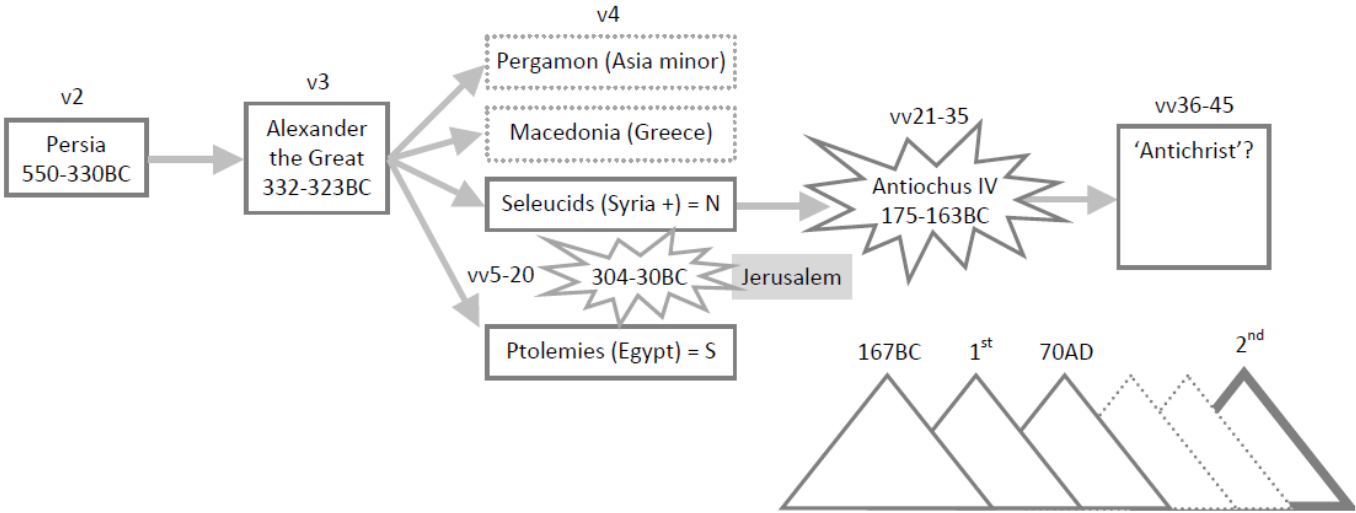 v2
Persia
550-330BC
v3
Alexander
the Great
332-323BC
v4
Pergamon (Asia minor)
Macedonia (Greece)
Seleucids (Syria +) = N
vv5-20
304-30BC
Jerusalem
Ptolemies (Egypt) = S
vv21-35
Antiochus IV
175-163BC
vv36-45
‘Antichrist’?
167BC
1st
70AD
2nd